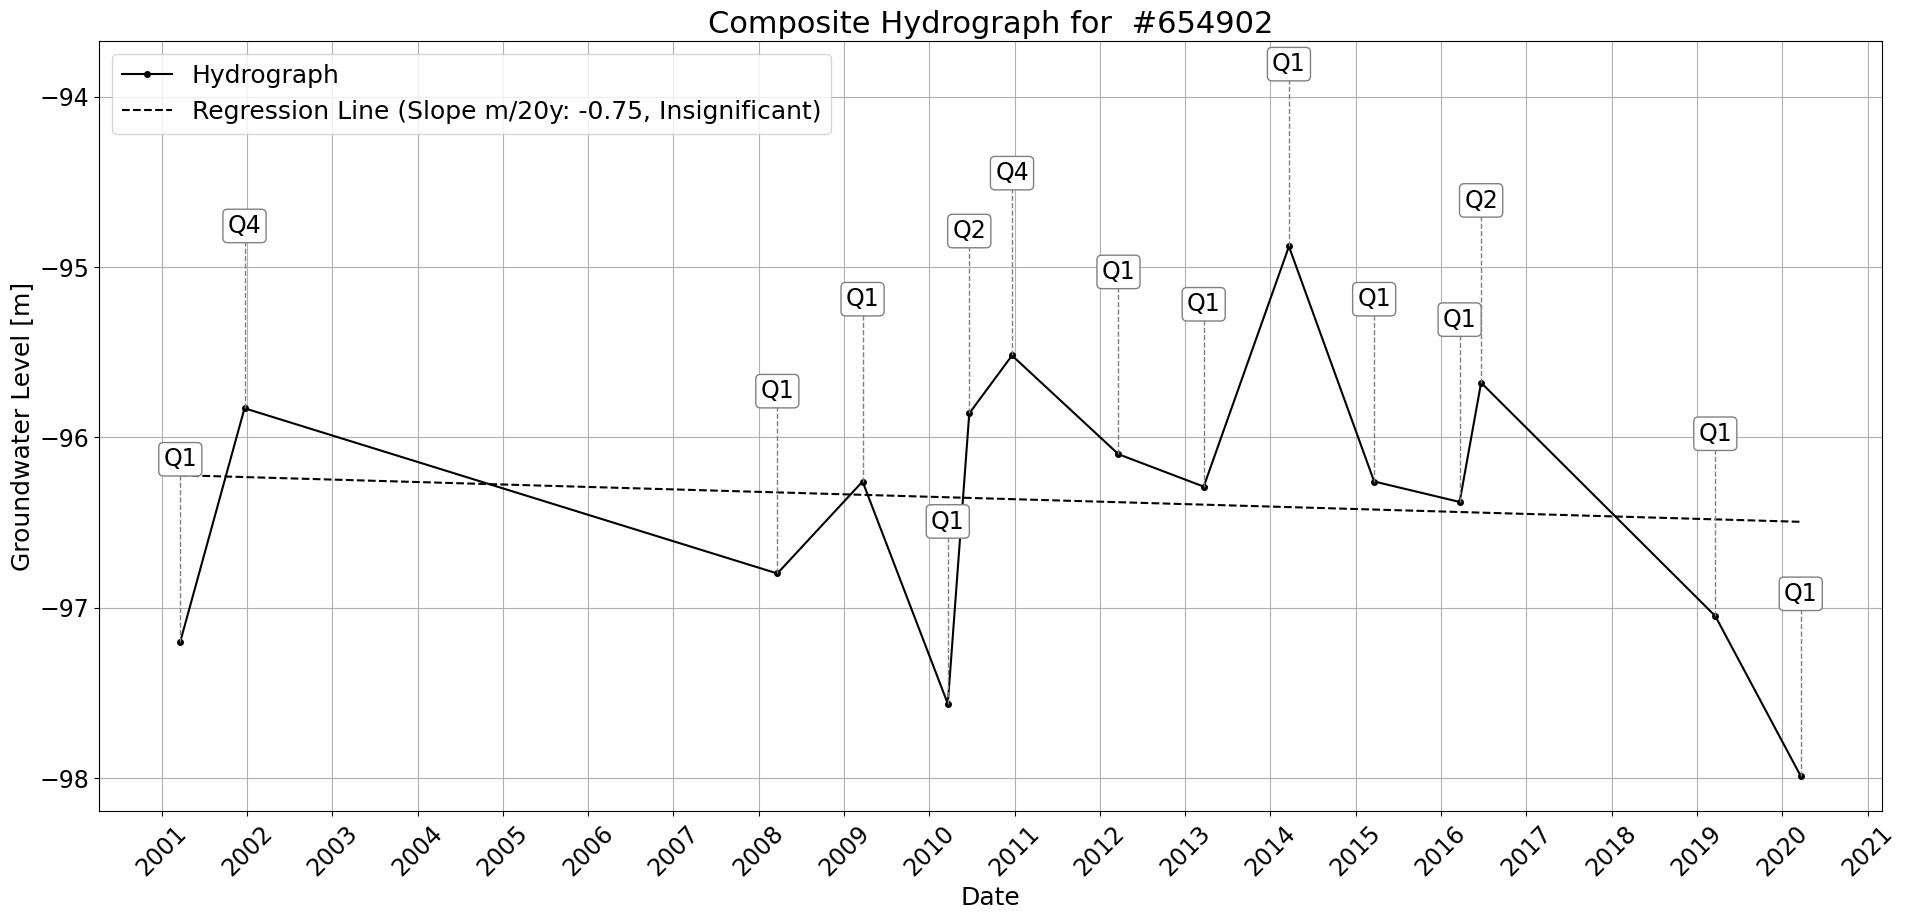 Composite Hydrograph for  #654902
Hydrograph
Regression Line (Slope m/20y: -0.75, Insignificant)
Groundwater Level [m]
−94
−95
−96
−97
−98
Q1
Q4
Q1
Q1
Q1
Q2
Q4
Q1
Q1
Q1
Q1
Q1
Q2
Q1
Q1
2001
2002
2003
2004
2005
2006
2007
2008
2009
2010
2011
2012
2013
2014
2015
2016
2017
2018
2019
2020
2021
Date